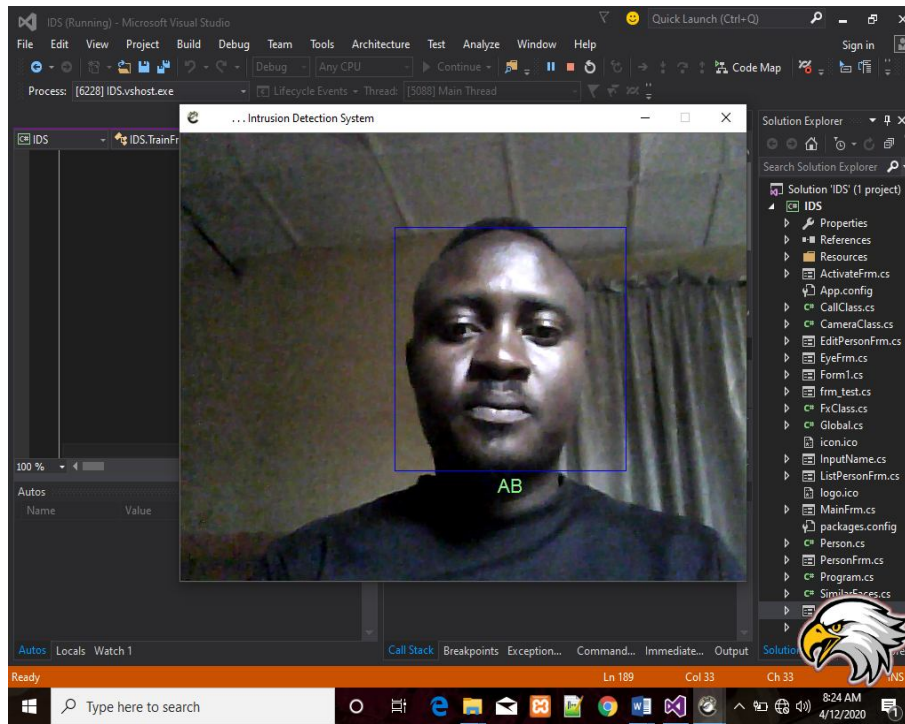 IDS (Running) - Microsoft Visual Studio
Quick Launch (Ctrl+Q)
File Edit View Project Build Debug Team Tools Architecture Test Analyze Window Help
Sign in
Debug Any CPU Continue Code Map
Process: [6228] IDS.vshost.exe Lifecycle Events Thread: [5088] Main Thread
... Intrusion Detection System
IDS IDS.TrainFr
AB
100 %
Autos
Name Value
Autos Locals Watch 1
Call Stack Breakpoints Exception... Command... Immediate... Output
Solution Explorer
Search Solution Explorer
Solution 'IDS' (1 project)
IDS
Properties
References
Resources
ActivateFrm.cs
App.config
CallClass.cs
CameraClass.cs
EditPersonFrm.cs
EyeFrm.cs
Form1.cs
frm_test.cs
FxClass.cs
Global.cs
icon.ico
InputName.cs
ListPersonFrm.cs
logo.ico
MainFrm.cs
packages.config
Person.cs
PersonFrm.cs
Program.cs
SimilarFaces.cs
Ready Ln 189 Col 33 Ch 33 INS
Type here to search
8:24 AM
4/12/2020